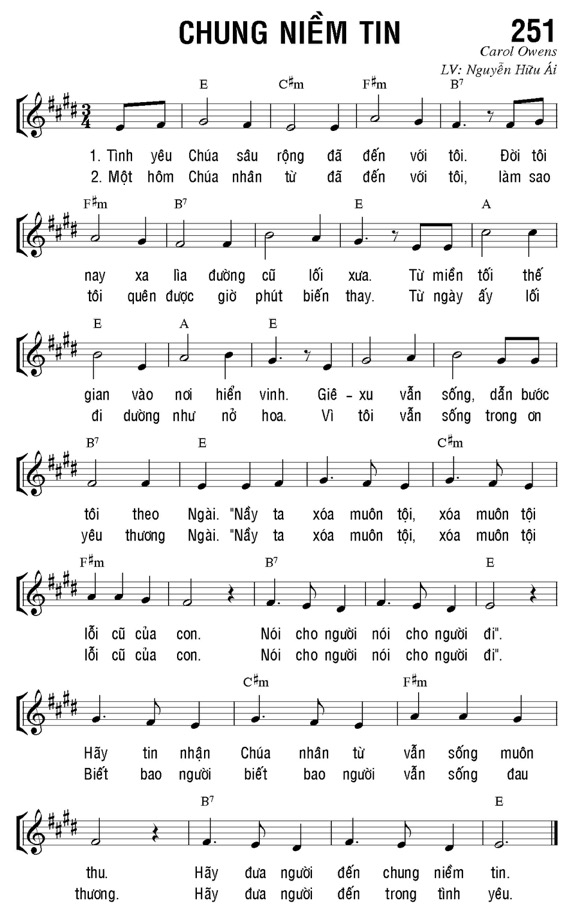 CHUNG NIỀM TIN
251
Carol Owens
LV: Nguyễn Hữu Ái
E C#m F#m B7
3
4
1. Tình yêu Chúa sâu rộng đã đến với tôi. Đời tôi
2. Một hôm Chúa nhân từ đã đến với tôi, làm sao
F#m B7 E A
nay xa lìa đường cũ lối xưa. Từ miền tối thế
tôi quên được giờ phút biến thay. Từ ngày ấy lối
E A E
gian vào nơi hiển vinh. Giê - xu vẫn sống, dẫn bước
đi dường như nở hoa. Vì tôi vẫn sống trong ơn
B7 E C#m
tôi theo Ngài. "Nầy ta xóa muôn tội, xóa muôn tội
yêu thương Ngài. "Nầy ta xóa muôn tội, xóa muôn tội
F#m B7 E
lỗi cũ của con. Nói cho người nói cho người đi".
lỗi cũ của con. Nói cho người nói cho người đi".
C#m F#m
Hãy tin nhận Chúa nhân từ vẫn sống muôn
Biết bao người biết bao người vẫn sống đau
B7 E
thu. Hãy đưa người đến chung niềm tin.
thương. Hãy đưa người đến trong tình yêu.